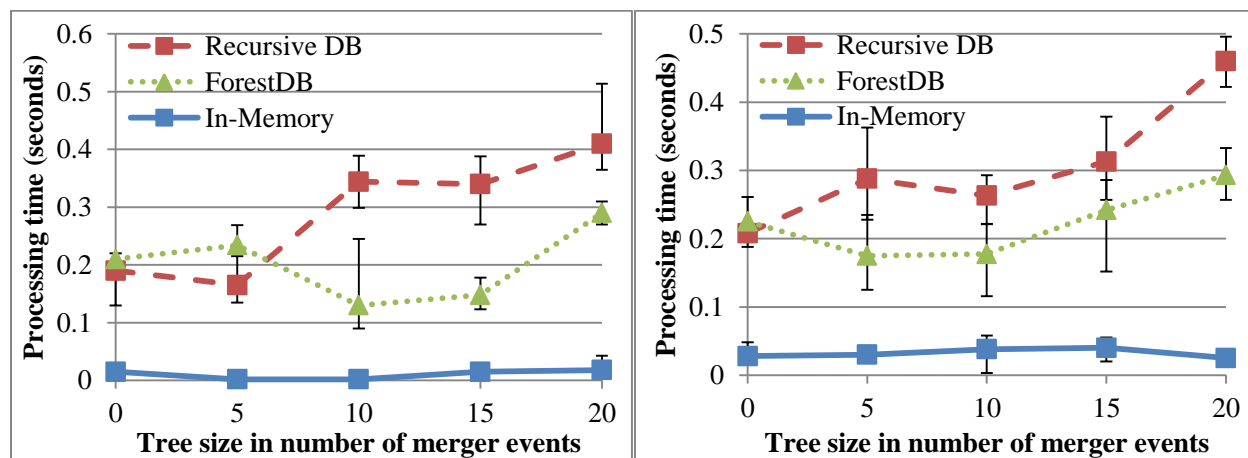 0.6
0.5
0.4
0.3
0.2
0.1
0
Processing time (seconds)
Recursive DB
ForestDB
In-Memory
0 5 10 15 20
Tree size in number of merger events
0.5
0.4
0.3
0.2
0.1
0
Processing time (seconds)
Recursive DB
ForestDB
In-Memory
0 5 10 15 20
Tree size in number of merger events